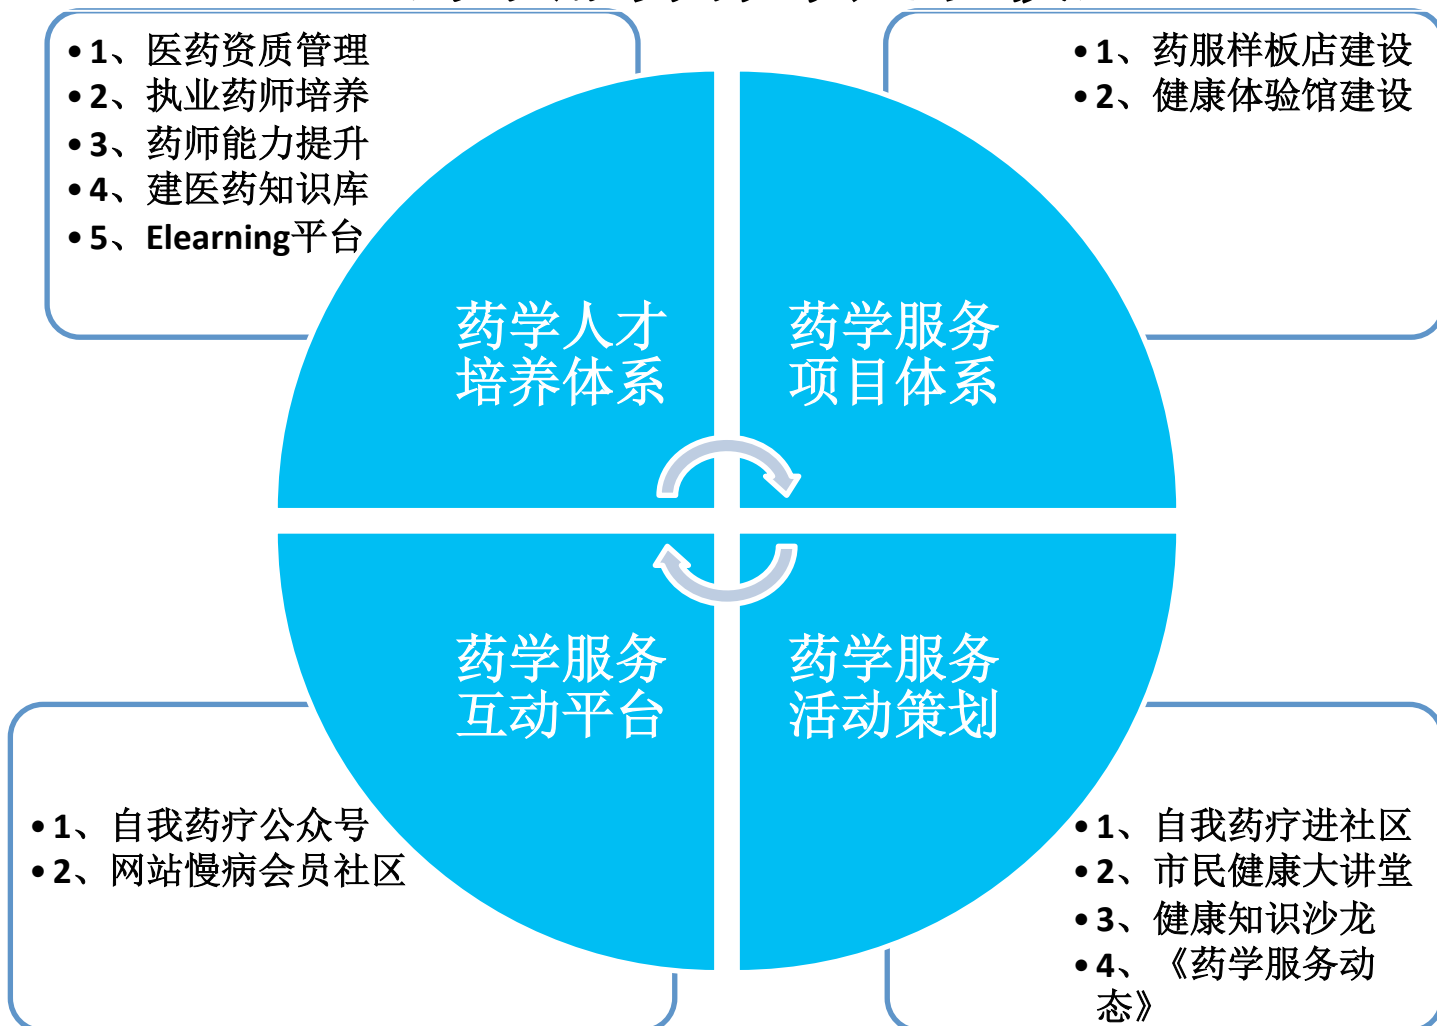 • 1、医药资质管理
• 2、执业药师培养
• 3、药师能力提升
• 4、建医药知识库
• 5、Elearning平台
• 1、药服样板店建设
• 2、健康体验馆建设
药学人才
培养体系
药学服务
项目体系
药学服务
互动平台
药学服务
活动策划
• 1、自我药疗公众号
• 2、网站慢病会员社区
• 1、自我药疗进社区
• 2、市民健康大讲堂
• 3、健康知识沙龙
• 4、《药学服务动
态》